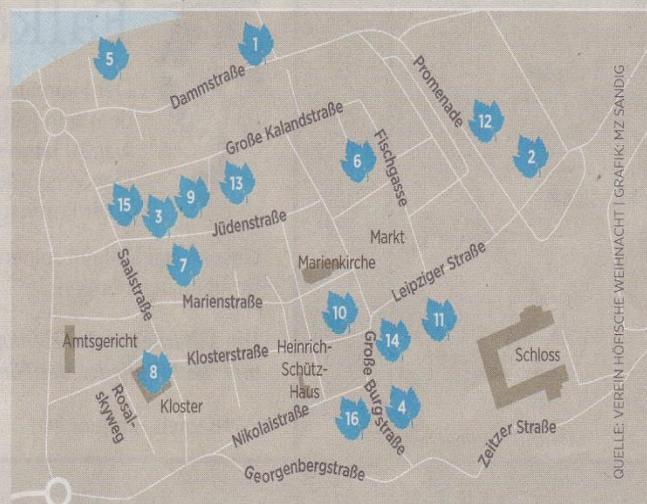 5
1
Dammstraße
Promenade
12
Große Kalandstraße
6
Fischgasse
2
15
3
9
13
Jüdenstraße
Markt
7
Saalstraße
Marienkirche
Leipziger Straße
Marienstraße
10
11
Amtsgericht
Klosterstraße
Heinrich-
Schütz-
Haus
14
Schloss
8
Rosal-
skyweg
Kloster
Große Burgstraße
4
16
Nikolaistraße
Georgenbergstraße
Zeitzer Straße
QUELLE: VEREIN HÖFISCHE WEIHNACHT | GRAFIK: MZ SANDIG